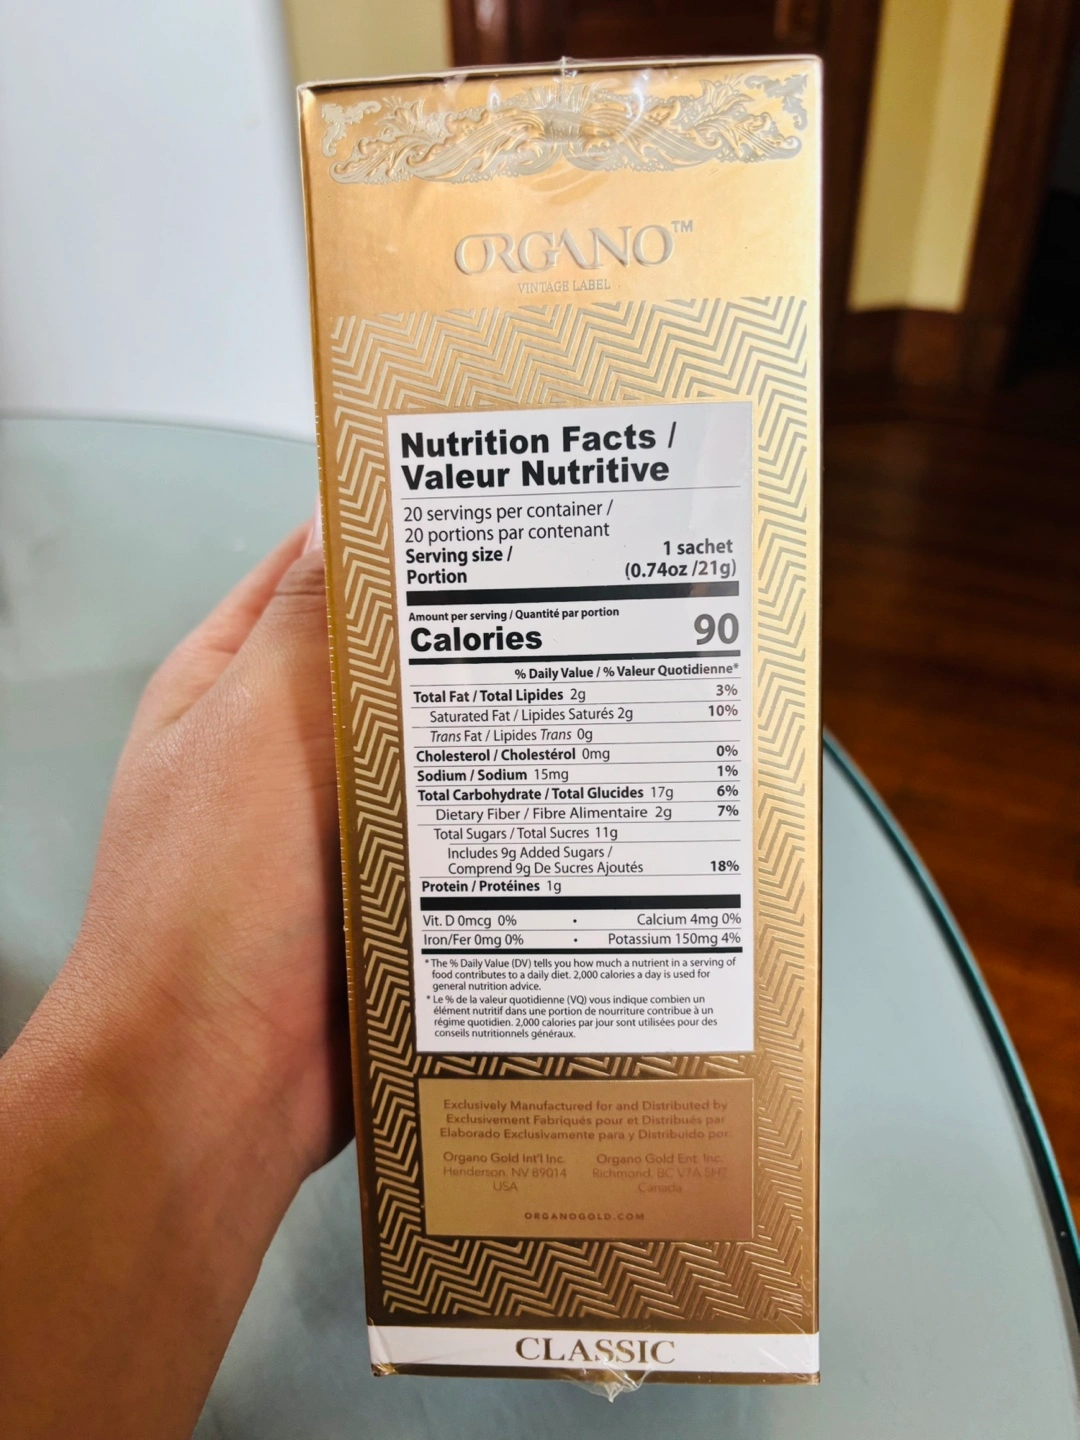 ORGANO™
VINTAGE LABEL
Nutrition Facts /
Valeur Nutritive
20 servings per container /
20 portions par contenant
Serving size / 1 sachet
Portion (0.74oz /21g)
Amount per serving / Quantité par portion
Calories 90
% Daily Value / % Valeur Quotidienne*
Total Fat / Total Lipides 2g 3%
Saturated Fat / Lipides Saturés 2g 10%
Trans Fat / Lipides Trans 0g
Cholesterol / Cholestérol 0mg 0%
Sodium / Sodium 15mg 1%
Total Carbohydrate / Total Glucides 17g 6%
Dietary Fiber / Fibre Alimentaire 2g 7%
Total Sugars / Total Sucres 11g
Includes 9g Added Sugars /
Comprend 9g De Sucres Ajoutés 18%
Protein / Protéines 1g
Vit. D 0mcg 0% • Calcium 4mg 0%
Iron/Fer 0mg 0% • Potassium 150mg 4%
* The % Daily Value (DV) tells you how much a nutrient in a serving of
food contributes to a daily diet. 2,000 calories a day is used for
general nutrition advice.
* Le % de la valeur quotidienne (VQ) vous indique combien un
élément nutritif dans une portion de nourriture contribue à un
régime quotidien. 2,000 calories par jour sont utilisées pour des
conseils nutritionnels généraux.
Exclusively Manufactured for and Distributed by
Exclusivement Fabriqués pour et Distribués par
Elaborado Exclusivamente para y Distribuido por:
Organo Gold Int'l Inc. Organo Gold Ent. Inc.
Henderson, NV 89014 Richmond, BC V7A 5H7
USA Canada
ORGANOGOLD.COM
CLASSIC